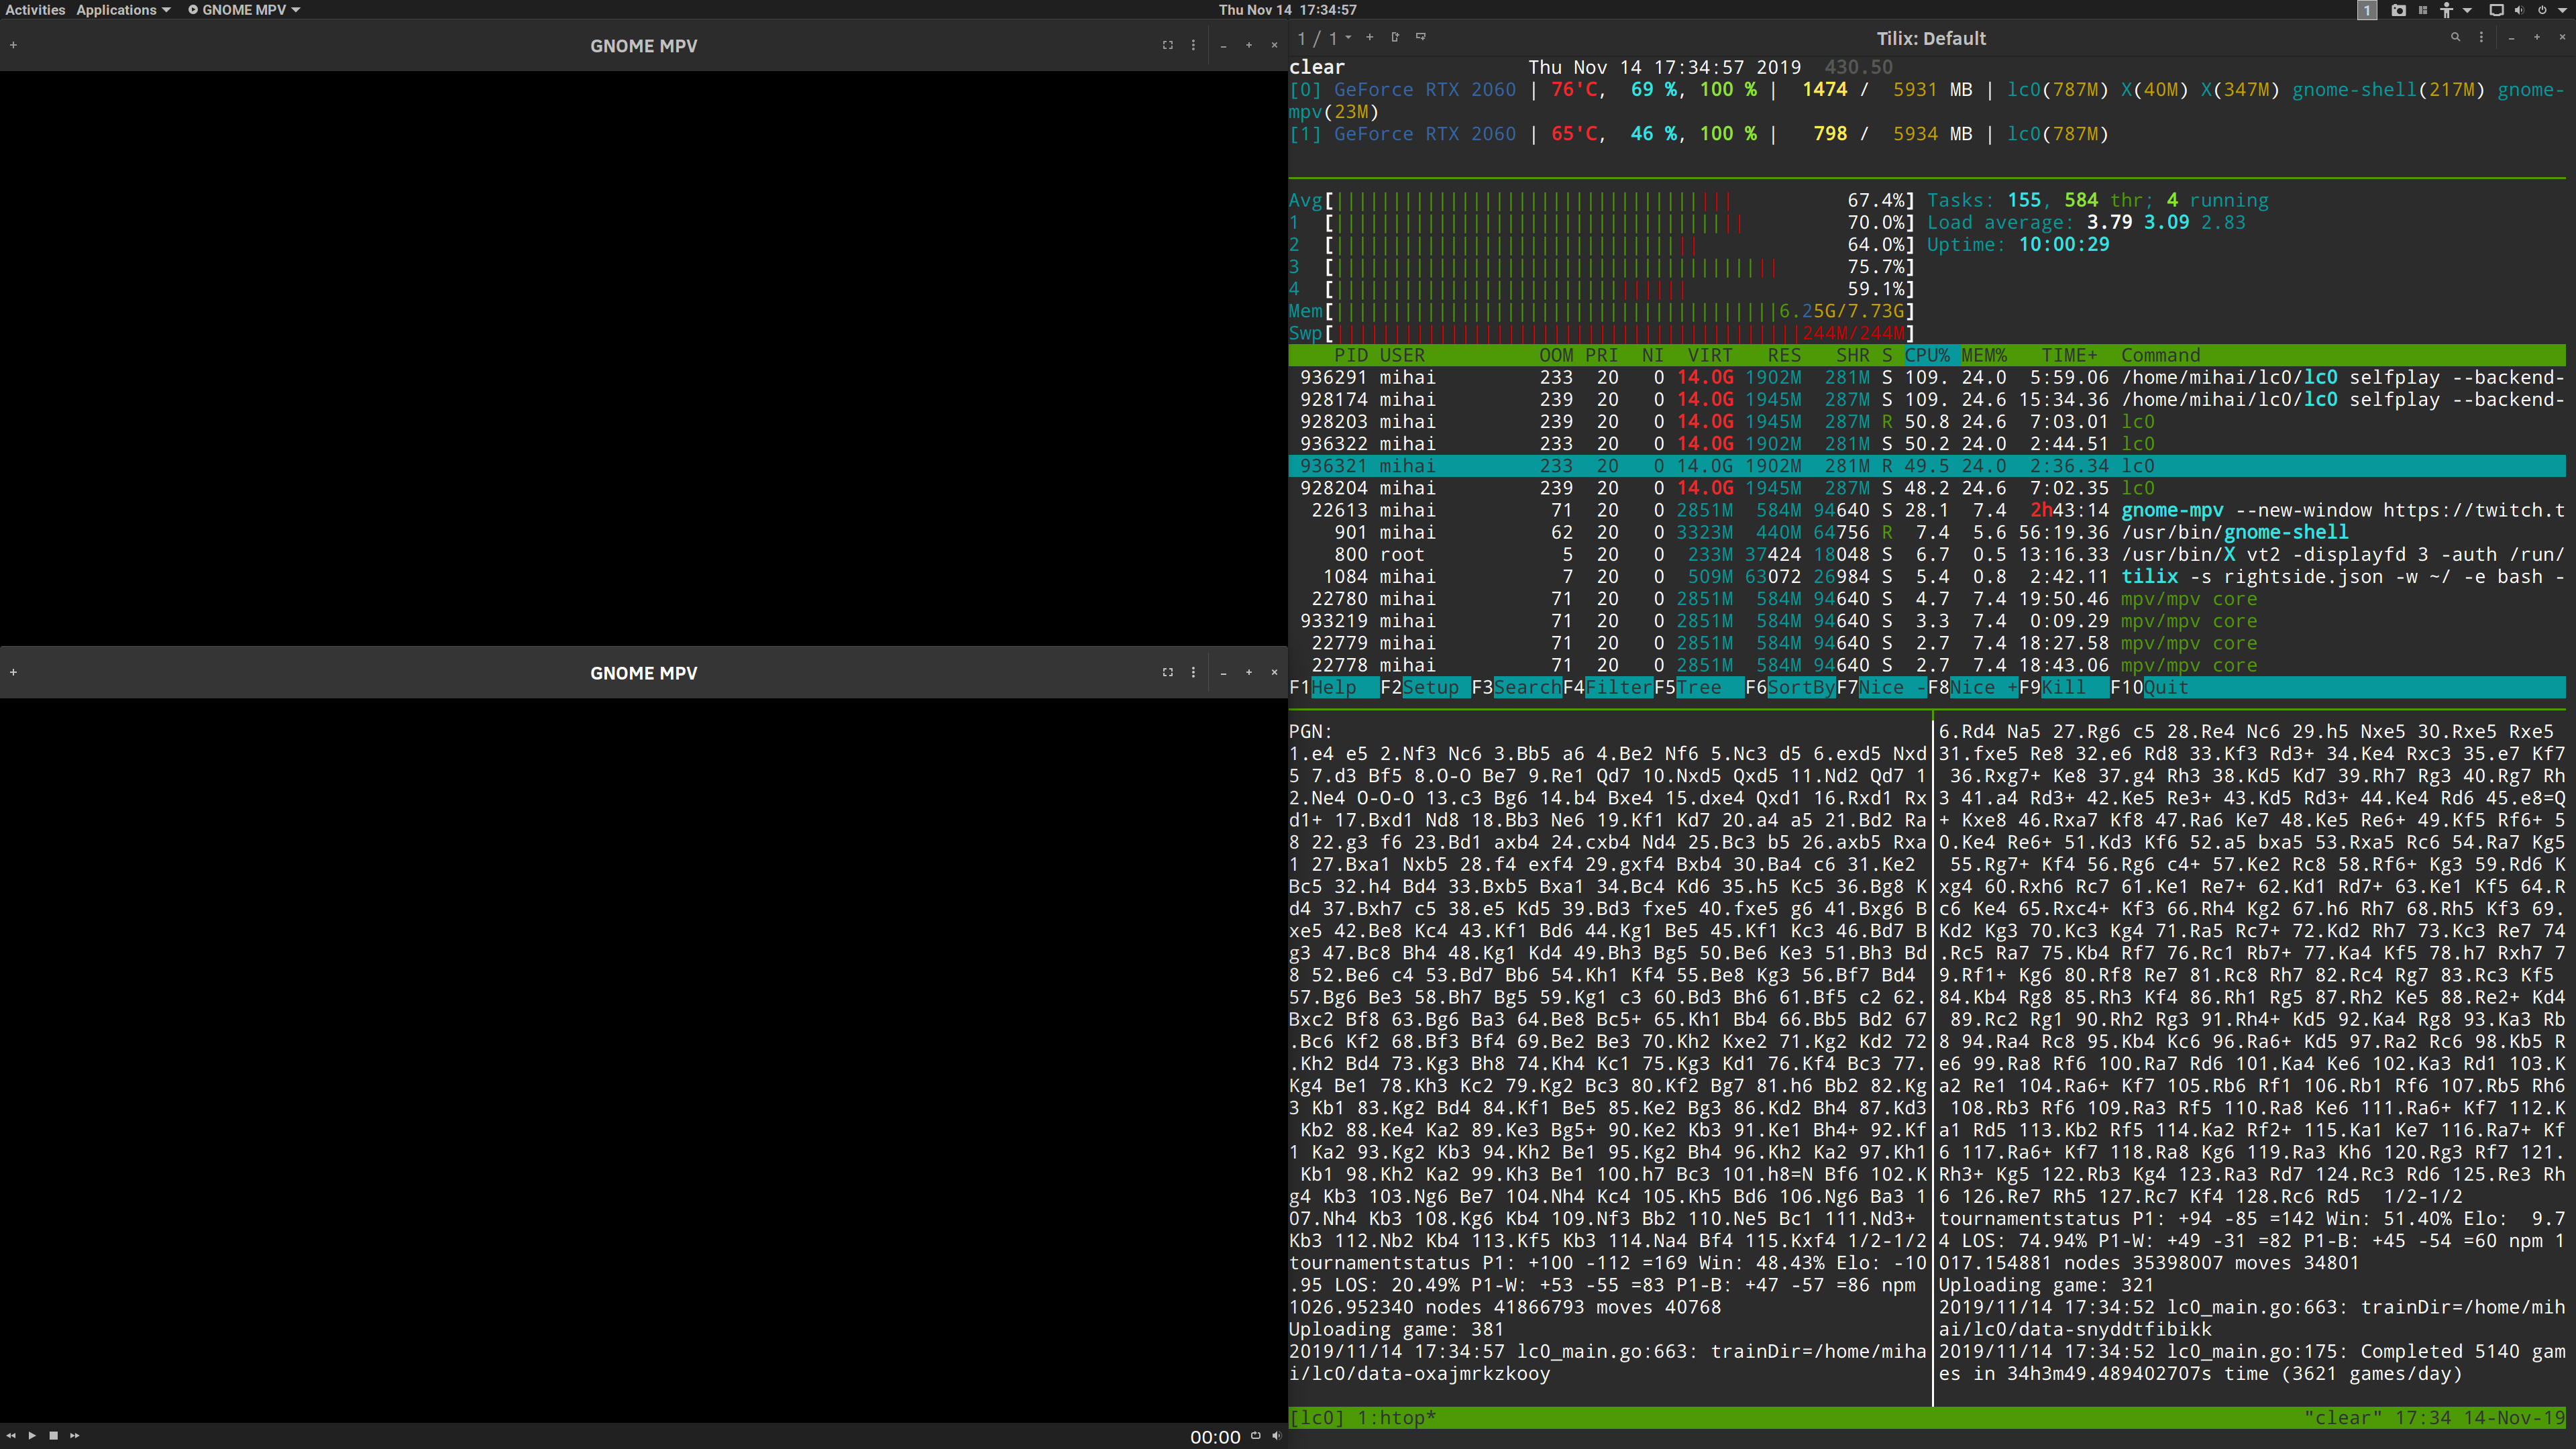 Activities Applications GNOME MPV Thu Nov 14 17:34:57 1
GNOME MPV
GNOME MPV
00:00
1 / 1 Tilix: Default
clear Thu Nov 14 17:34:57 2019 430.50
[0] GeForce RTX 2060 | 76'C, 69 %, 100 % | 1474 / 5931 MB | lc0(787M) X(40M) X(347M) gnome-shell(217M) gnome-
mpv(23M)
[1] GeForce RTX 2060 | 65'C, 46 %, 100 % | 798 / 5934 MB | lc0(787M)
Avg[ 67.4%] Tasks: 155, 584 thr; 4 running
1 [ 70.0%] Load average: 3.79 3.09 2.83
2 [ 64.0%] Uptime: 10:00:29
3 [ 75.7%]
4 [ 59.1%]
Mem[ 6.25G/7.73G]
Swp[ 244M/244M]
PID USER OOM PRI NI VIRT RES SHR S CPU% MEM% TIME+ Command
936291 mihai 233 20 0 14.0G 1902M 281M S 109. 24.0 5:59.06 /home/mihai/lc0/lc0 selfplay --backend-
928174 mihai 239 20 0 14.0G 1945M 287M S 109. 24.6 15:34.36 /home/mihai/lc0/lc0 selfplay --backend-
928203 mihai 239 20 0 14.0G 1945M 287M R 50.8 24.6 7:03.01 lc0
936322 mihai 233 20 0 14.0G 1902M 281M S 50.2 24.0 2:44.51 lc0
936321 mihai 233 20 0 14.0G 1902M 281M R 49.5 24.0 2:36.34 lc0
928204 mihai 239 20 0 14.0G 1945M 287M S 48.2 24.6 7:02.35 lc0
22613 mihai 71 20 0 2851M 584M 94640 S 28.1 7.4 2h43:14 gnome-mpv --new-window https://twitch.t
901 mihai 62 20 0 3323M 440M 64756 R 7.4 5.6 56:19.36 /usr/bin/gnome-shell
800 root 5 20 0 233M 37424 18048 S 6.7 0.5 13:16.33 /usr/bin/X vt2 -displayfd 3 -auth /run/
1084 mihai 7 20 0 509M 63072 26984 S 5.4 0.8 2:42.11 tilix -s rightside.json -w ~/ -e bash -
22780 mihai 71 20 0 2851M 584M 94640 S 4.7 7.4 19:50.46 mpv/mpv core
933219 mihai 71 20 0 2851M 584M 94640 S 3.3 7.4 0:09.29 mpv/mpv core
22779 mihai 71 20 0 2851M 584M 94640 S 2.7 7.4 18:27.58 mpv/mpv core
22778 mihai 71 20 0 2851M 584M 94640 S 2.7 7.4 18:43.06 mpv/mpv core
F1Help F2Setup F3SearchF4FilterF5Tree F6SortByF7Nice -F8Nice +F9Kill F10Quit
PGN:
1.e4 e5 2.Nf3 Nc6 3.Bb5 a6 4.Be2 Nf6 5.Nc3 d5 6.exd5 Nxd
5 7.d3 Bf5 8.O-O Be7 9.Re1 Qd7 10.Nxd5 Qxd5 11.Nd2 Qd7 1
2.Ne4 O-O-O 13.c3 Bg6 14.b4 Bxe4 15.dxe4 Qxd1 16.Rxd1 Rx
d1+ 17.Bxd1 Nd8 18.Bb3 Ne6 19.Kf1 Kd7 20.a4 a5 21.Bd2 Ra
8 22.g3 f6 23.Bd1 axb4 24.cxb4 Nd4 25.Bc3 b5 26.axb5 Rxa
1 27.Bxa1 Nxb5 28.f4 exf4 29.gxf4 Bxb4 30.Ba4 c6 31.Ke2
Bc5 32.h4 Bd4 33.Bxb5 Bxa1 34.Bc4 Kd6 35.h5 Kc5 36.Bg8 K
d4 37.Bxh7 c5 38.e5 Kd5 39.Bd3 fxe5 40.fxe5 g6 41.Bxg6 B
xe5 42.Be8 Kc4 43.Kf1 Bd6 44.Kg1 Be5 45.Kf1 Kc3 46.Bd7 B
g3 47.Bc8 Bh4 48.Kg1 Kd4 49.Bh3 Bg5 50.Be6 Ke3 51.Bh3 Bd
8 52.Be6 c4 53.Bd7 Bb6 54.Kh1 Kf4 55.Be8 Kg3 56.Bf7 Bd4
57.Bg6 Be3 58.Bh7 Bg5 59.Kg1 c3 60.Bd3 Bh6 61.Bf5 c2 62.
Bxc2 Bf8 63.Bg6 Ba3 64.Be8 Bc5+ 65.Kh1 Bb4 66.Bb5 Bd2 67
.Bc6 Kf2 68.Bf3 Bf4 69.Be2 Be3 70.Kh2 Kxe2 71.Kg2 Kd2 72
.Kh2 Bd4 73.Kg3 Bh8 74.Kh4 Kc1 75.Kg3 Kd1 76.Kf4 Bc3 77.
Kg4 Be1 78.Kh3 Kc2 79.Kg2 Bc3 80.Kf2 Bg7 81.h6 Bb2 82.Kg
3 Kb1 83.Kg2 Bd4 84.Kf1 Be5 85.Ke2 Bg3 86.Kd2 Bh4 87.Kd3
Kb2 88.Ke4 Ka2 89.Ke3 Bg5+ 90.Ke2 Kb3 91.Ke1 Bh4+ 92.Kf
1 Ka2 93.Kg2 Kb3 94.Kh2 Be1 95.Kg2 Bh4 96.Kh2 Ka2 97.Kh1
Kb1 98.Kh2 Ka2 99.Kh3 Be1 100.h7 Bc3 101.h8=N Bf6 102.K
g4 Kb3 103.Ng6 Be7 104.Nh4 Kc4 105.Kh5 Bd6 106.Ng6 Ba3 1
07.Nh4 Kb3 108.Kg6 Kb4 109.Nf3 Bb2 110.Ne5 Bc1 111.Nd3+
Kb3 112.Nb2 Kb4 113.Kf5 Kb3 114.Na4 Bf4 115.Kxf4 1/2-1/2
tournamentstatus P1: +100 -112 =169 Win: 48.43% Elo: -10
.95 LOS: 20.49% P1-W: +53 -55 =83 P1-B: +47 -57 =86 npm
1026.952340 nodes 41866793 moves 40768
Uploading game: 381
2019/11/14 17:34:57 lc0_main.go:663: trainDir=/home/miha
i/lc0/data-oxajmrkzkooy
6.Rd4 Na5 27.Rg6 c5 28.Re4 Nc6 29.h5 Nxe5 30.Rxe5 Rxe5
31.fxe5 Re8 32.e6 Rd8 33.Kf3 Rd3+ 34.Ke4 Rxc3 35.e7 Kf7
36.Rxg7+ Ke8 37.g4 Rh3 38.Kd5 Kd7 39.Rh7 Rg3 40.Rg7 Rh
3 41.a4 Rd3+ 42.Ke5 Re3+ 43.Kd5 Rd3+ 44.Ke4 Rd6 45.e8=Q
+ Kxe8 46.Rxa7 Kf8 47.Ra6 Ke7 48.Ke5 Re6+ 49.Kf5 Rf6+ 5
0.Ke4 Re6+ 51.Kd3 Kf6 52.a5 bxa5 53.Rxa5 Rc6 54.Ra7 Kg5
55.Rg7+ Kf4 56.Rg6 c4+ 57.Ke2 Rc8 58.Rf6+ Kg3 59.Rd6 K
xg4 60.Rxh6 Rc7 61.Ke1 Re7+ 62.Kd1 Rd7+ 63.Ke1 Kf5 64.R
c6 Ke4 65.Rxc4+ Kf3 66.Rh4 Kg2 67.h6 Rh7 68.Rh5 Kf3 69.
Kd2 Kg3 70.Kc3 Kg4 71.Ra5 Rc7+ 72.Kd2 Rh7 73.Kc3 Re7 74
.Rc5 Ra7 75.Kb4 Rf7 76.Rc1 Rb7+ 77.Ka4 Kf5 78.h7 Rxh7 7
9.Rf1+ Kg6 80.Rf8 Re7 81.Rc8 Rh7 82.Rc4 Rg7 83.Rc3 Kf5
84.Kb4 Rg8 85.Rh3 Kf4 86.Rh1 Rg5 87.Rh2 Ke5 88.Re2+ Kd4
89.Rc2 Rg1 90.Rh2 Rg3 91.Rh4+ Kd5 92.Ka4 Rg8 93.Ka3 Rb
8 94.Ra4 Rc8 95.Kb4 Kc6 96.Ra6+ Kd5 97.Ra2 Rc6 98.Kb5 R
e6 99.Ra8 Rf6 100.Ra7 Rd6 101.Ka4 Ke6 102.Ka3 Rd1 103.K
a2 Re1 104.Ra6+ Kf7 105.Rb6 Rf1 106.Rb1 Rf6 107.Rb5 Rh6
108.Rb3 Rf6 109.Ra3 Rf5 110.Ra8 Ke6 111.Ra6+ Kf7 112.K
a1 Rd5 113.Kb2 Rf5 114.Ka2 Rf2+ 115.Ka1 Ke7 116.Ra7+ Kf
6 117.Ra6+ Kf7 118.Ra8 Kg6 119.Ra3 Kh6 120.Rg3 Rf7 121.
Rh3+ Kg5 122.Rb3 Kg4 123.Ra3 Rd7 124.Rc3 Rd6 125.Re3 Rh
6 126.Re7 Rh5 127.Rc7 Kf4 128.Rc6 Rd5 1/2-1/2
tournamentstatus P1: +94 -85 =142 Win: 51.40% Elo: 9.7
4 LOS: 74.94% P1-W: +49 -31 =82 P1-B: +45 -54 =60 npm 1
017.154881 nodes 35398007 moves 34801
Uploading game: 321
2019/11/14 17:34:52 lc0_main.go:663: trainDir=/home/mih
ai/lc0/data-snyddtfibikk
2019/11/14 17:34:52 lc0_main.go:175: Completed 5140 gam
es in 34h3m49.489402707s time (3621 games/day)
[lc0] 1:htop* "clear" 17:34 14-Nov-19